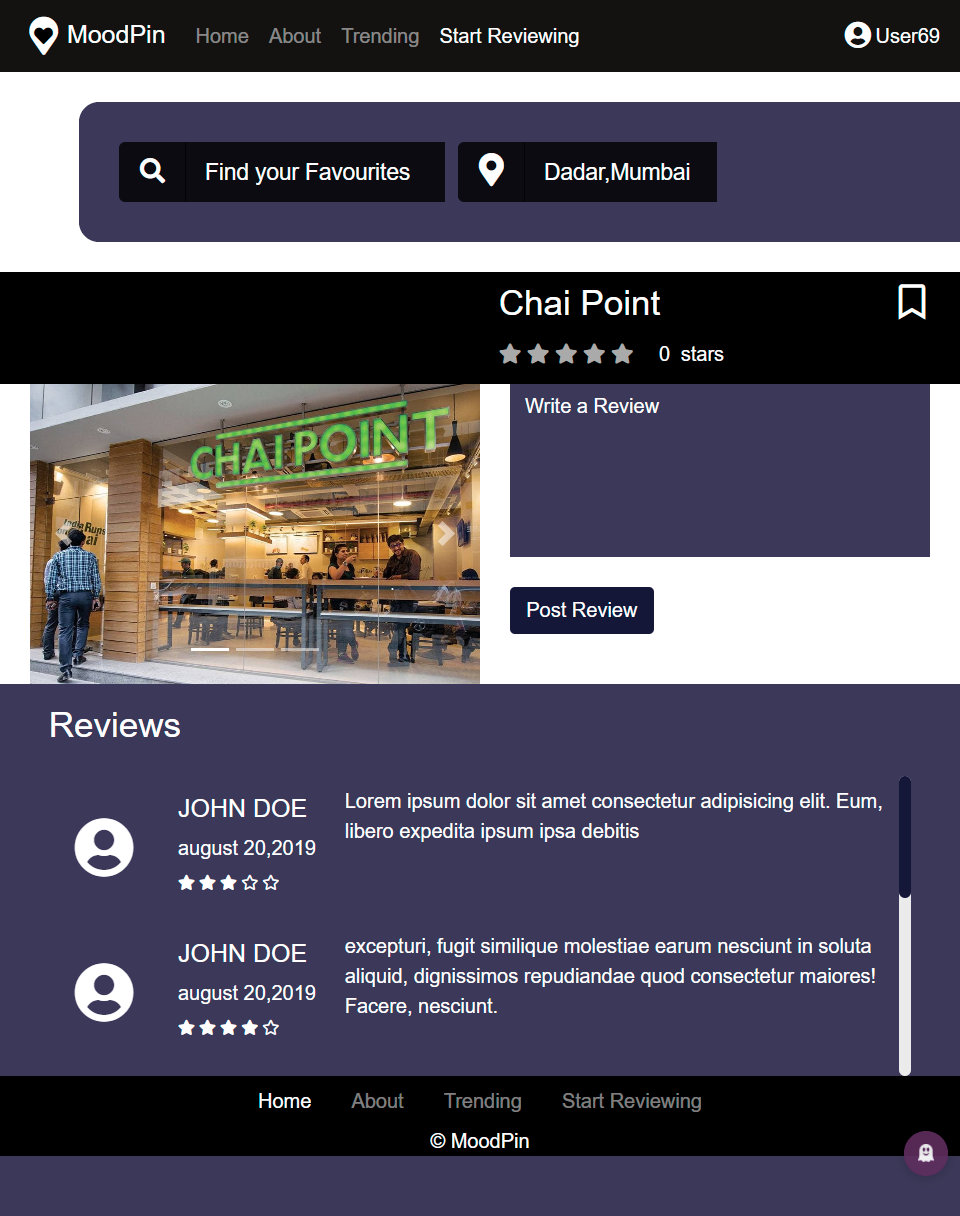 MoodPin Home About Trending Start Reviewing User69
Find your Favourites Dadar,Mumbai
Chai Point
0 stars
CHAI POINT
India Runs
Write a Review
Post Review
Reviews
JOHN DOE
august 20,2019
Lorem ipsum dolor sit amet consectetur adipisicing elit. Eum,
libero expedita ipsum ipsa debitis
JOHN DOE
august 20,2019
excepturi, fugit similique molestiae earum nesciunt in soluta
aliquid, dignissimos repudiandae quod consectetur maiores!
Facere, nesciunt.
Home About Trending Start Reviewing
© MoodPin